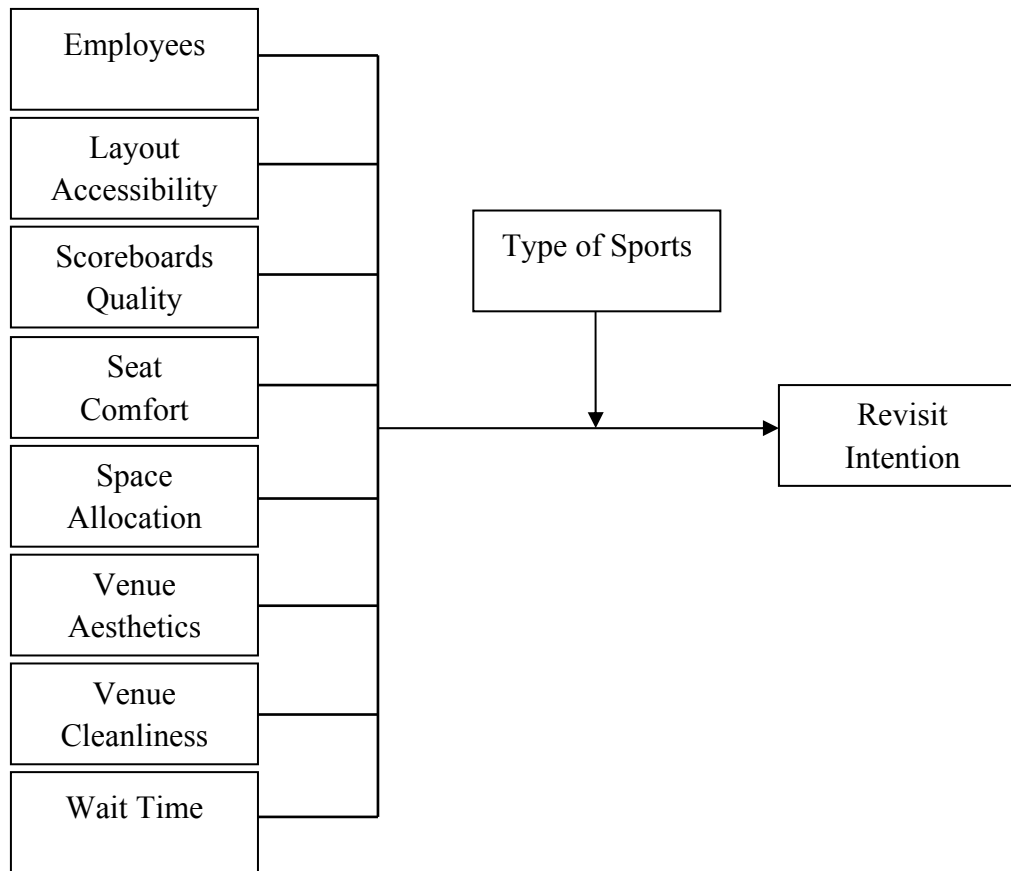 Employees
Layout
Accessibility
Scoreboards
Quality
Seat
Comfort
Space
Allocation
Venue
Aesthetics
Venue
Cleanliness
Wait Time
Type of Sports
Revisit
Intention